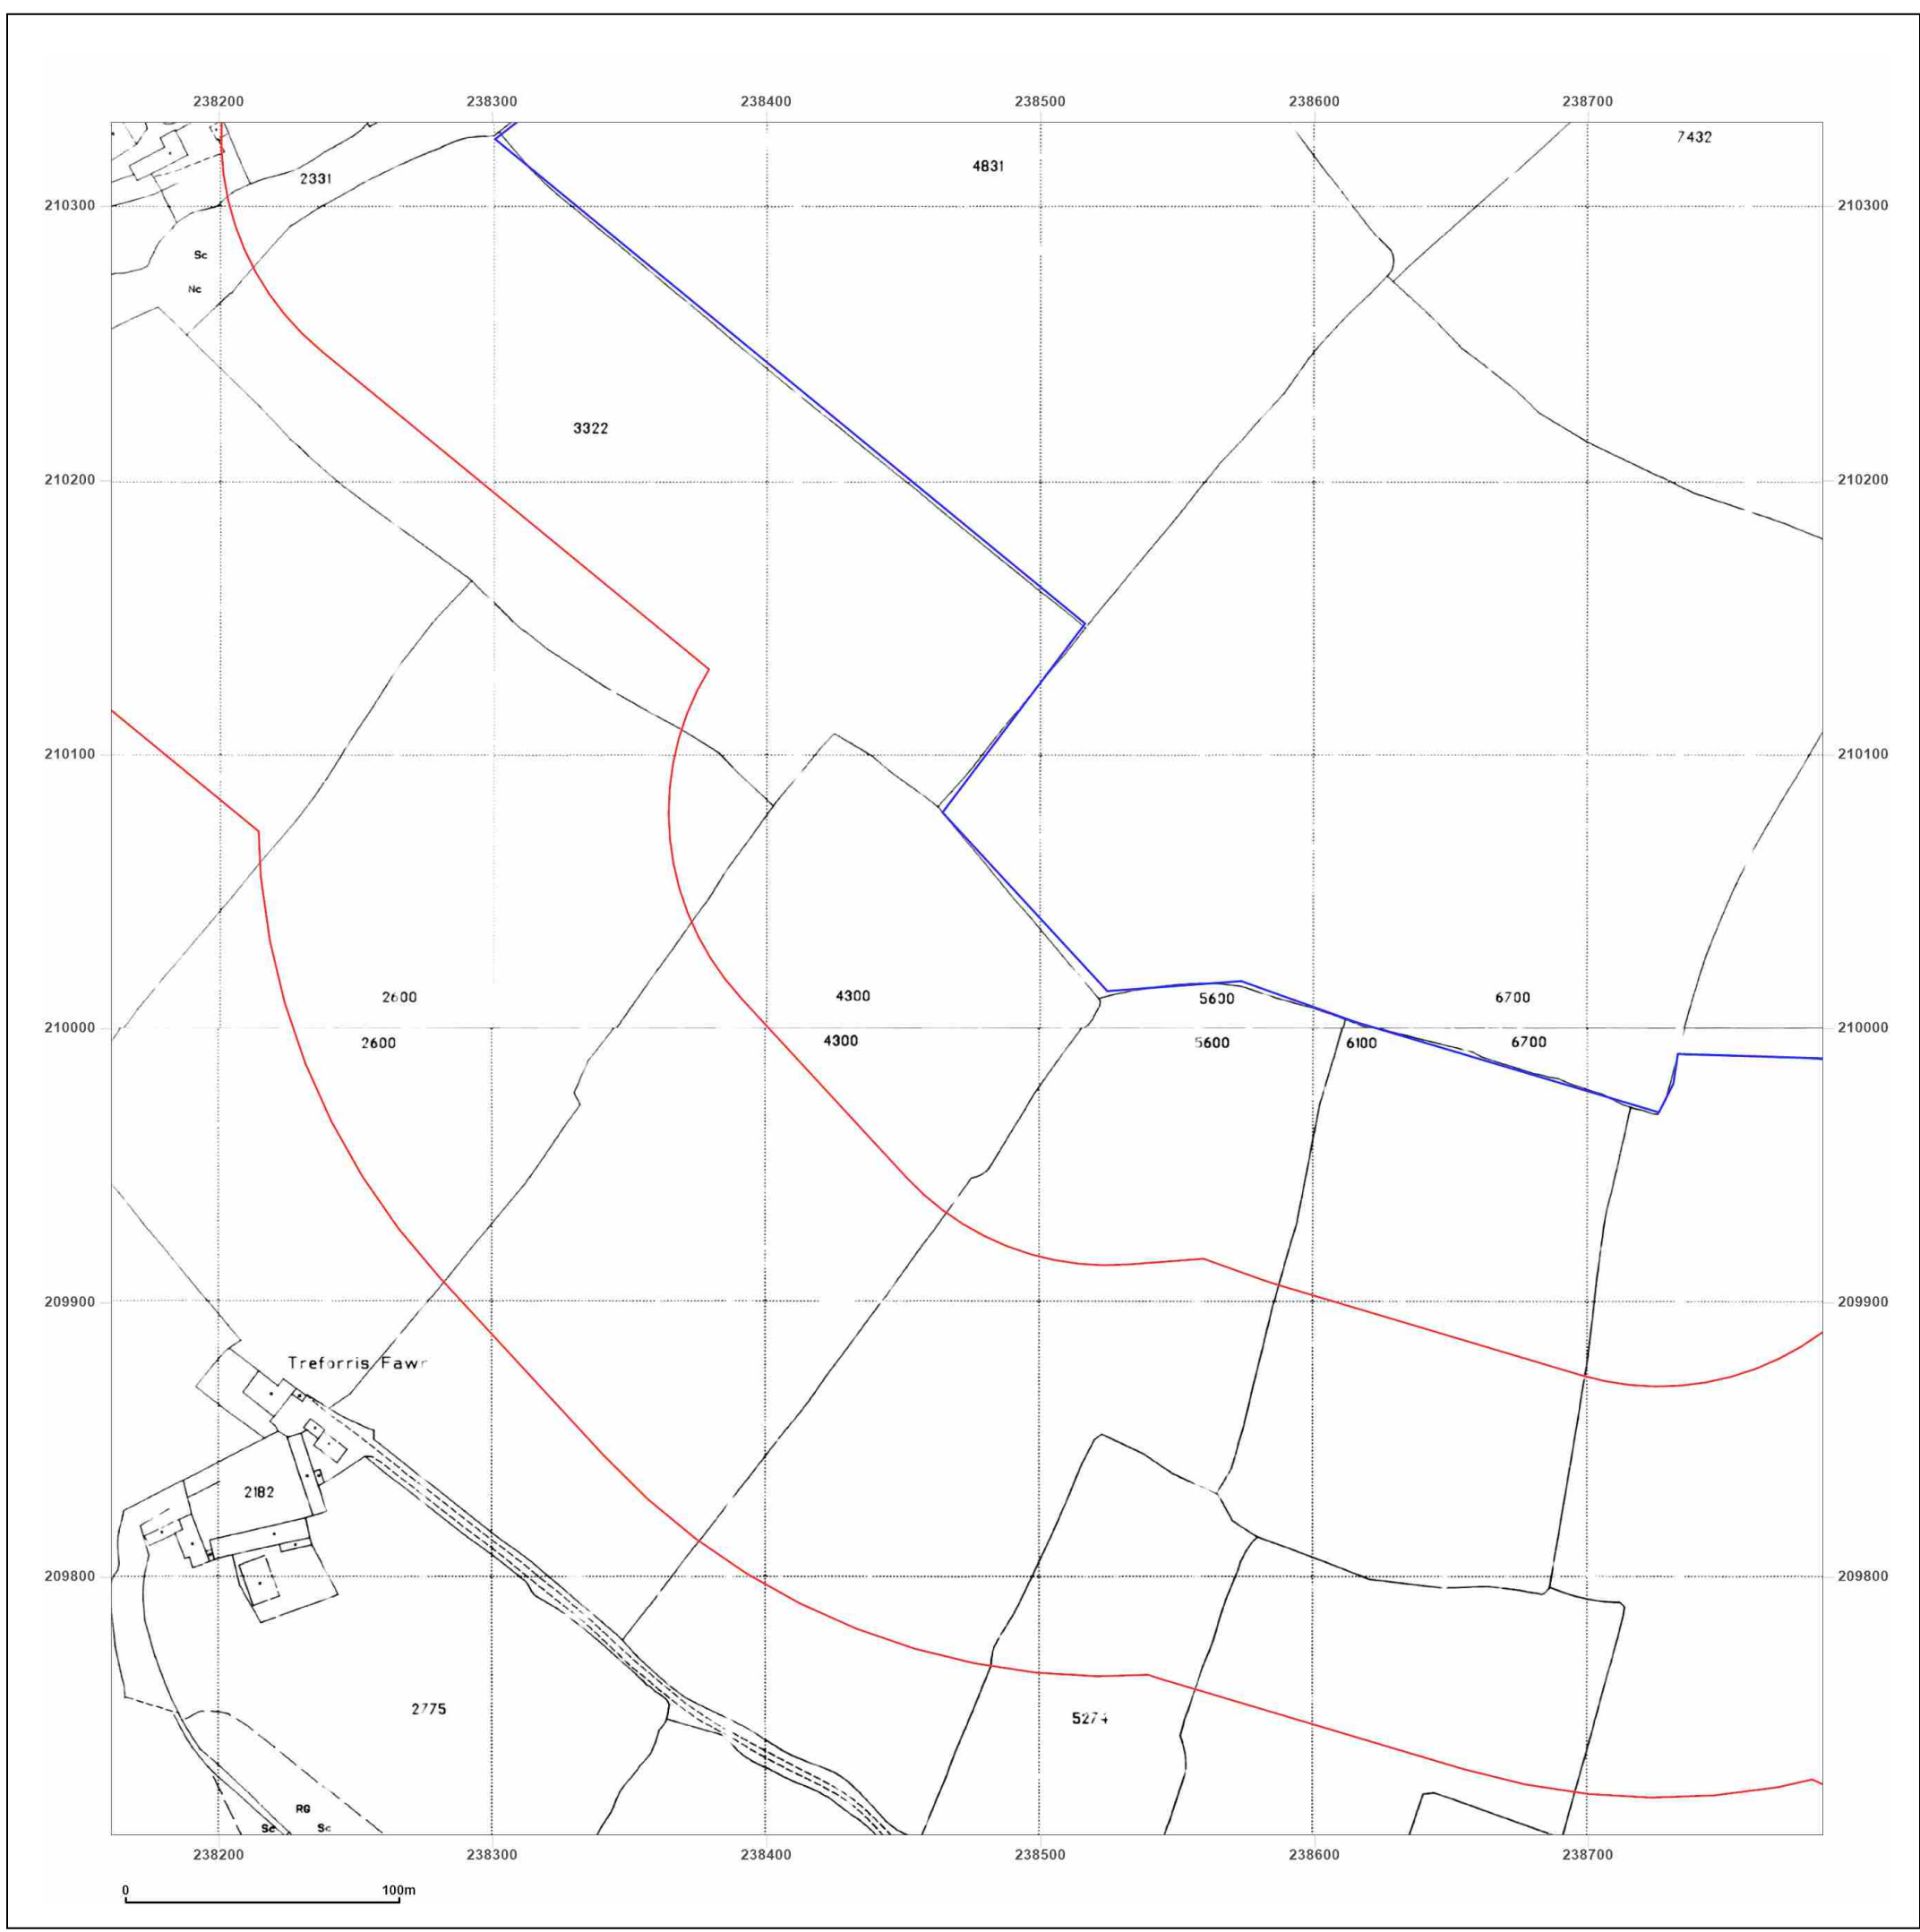 238200 238300 238400 238500 238600 238700
7432
4831
2331
210300 210300
Sc
Nc
3322
210200 210200
210100 210100
2600 4300 5600 6700
210000 210000
2600 4300 5600 6100 6700
209900 209900
Treforris Fawr
2182
209800 209800
2775
5274
RG
Sc Sc
238200 238300 238400 238500 238600 238700
0 100m